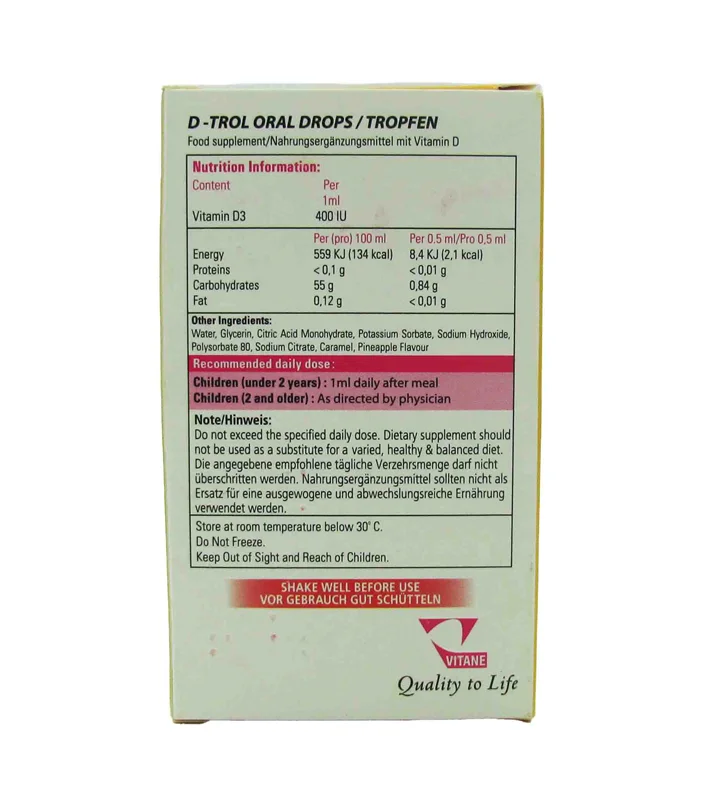 D -TROL ORAL DROPS / TROPFEN
Food supplement/Nahrungsergänzungsmittel mit Vitamin D
Nutrition Information:
Content Per
1ml
Vitamin D3 400 IU
Per (pro) 100 ml Per 0.5 ml/Pro 0,5 ml
Energy 559 KJ (134 kcal) 8,4 KJ (2,1 kcal)
Proteins < 0,1 g < 0,01 g
Carbohydrates 55 g 0,84 g
Fat 0,12 g < 0,01 g
Other Ingredients:
Water, Glycerin, Citric Acid Monohydrate, Potassium Sorbate, Sodium Hydroxide,
Polysorbate 80, Sodium Citrate, Caramel, Pineapple Flavour
Recommended daily dose :
Children (under 2 years) : 1ml daily after meal
Children (2 and older) : As directed by physician
Note/Hinweis:
Do not exceed the specified daily dose. Dietary supplement should
not be used as a substitute for a varied, healthy & balanced diet.
Die angegebene empfohlene tägliche Verzehrsmenge darf nicht
überschritten werden. Nahrungsergänzungsmittel sollten nicht als
Ersatz für eine ausgewogene und abwechslungsreiche Ernährung
verwendet werden.
Store at room temperature below 30° C.
Do Not Freeze.
Keep Out of Sight and Reach of Children.
SHAKE WELL BEFORE USE
VOR GEBRAUCH GUT SCHÜTTELN
VITANE
Quality to Life